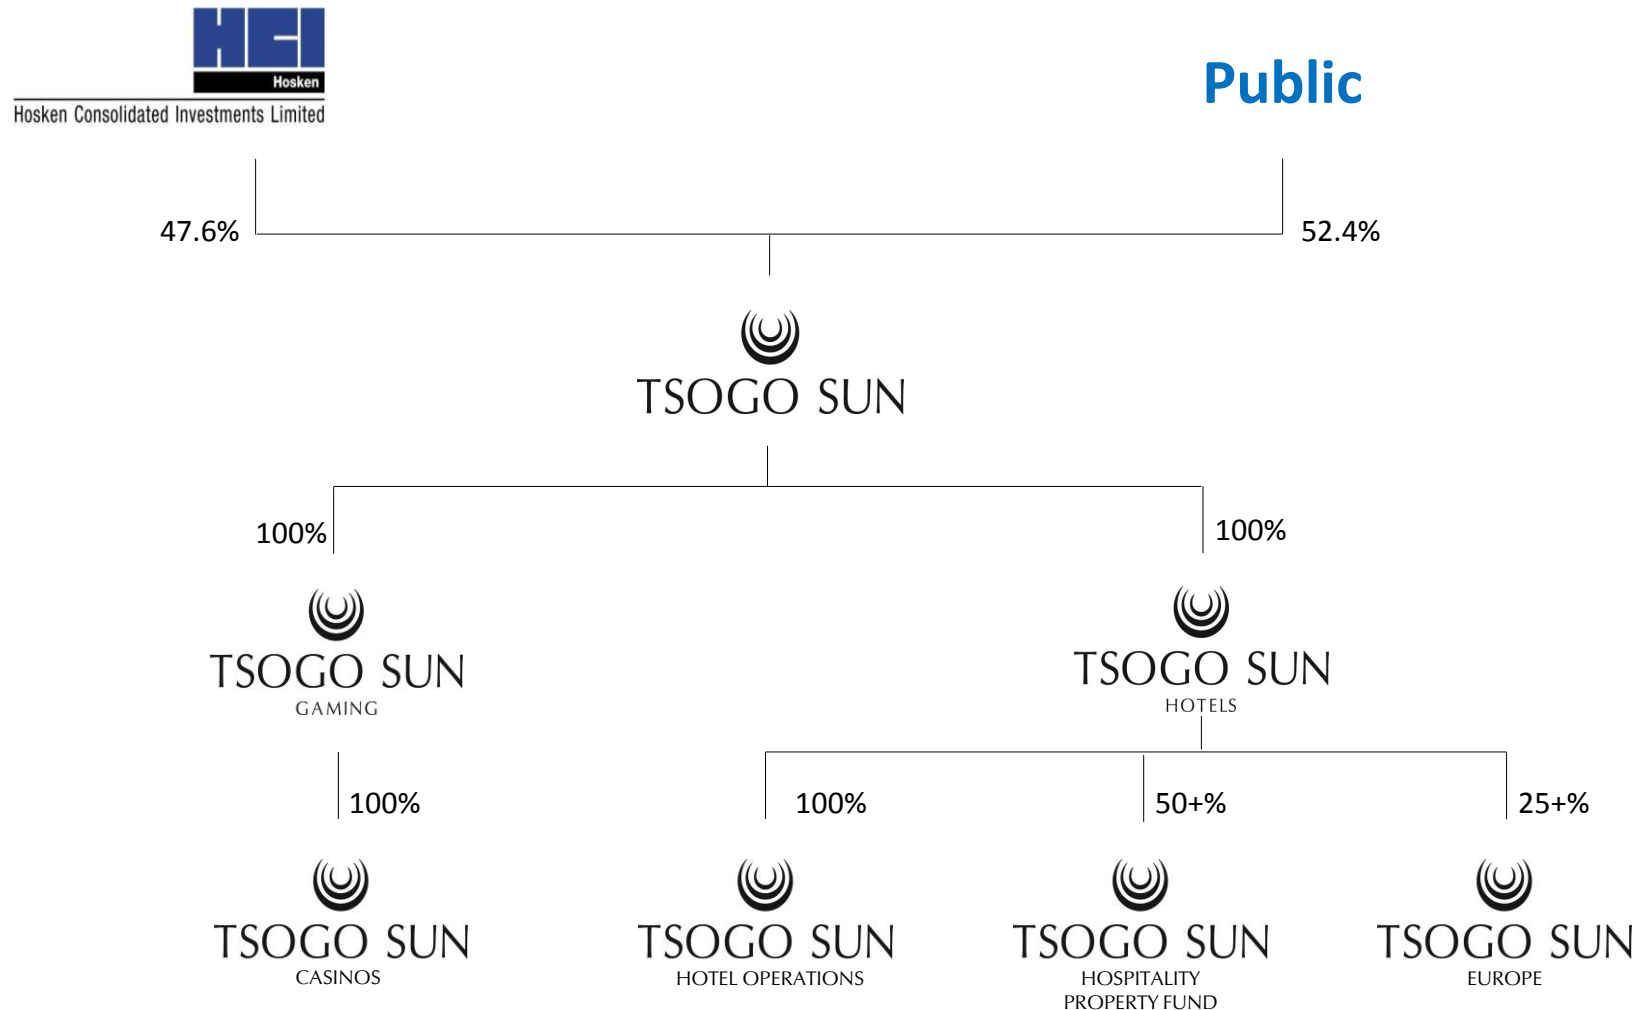 HCI
Hosken
Hosken Consolidated Investments Limited
Public
47.6%
52.4%
TSOGO SUN
100%
100%
TSOGO SUN
GAMING
TSOGO SUN
HOTELS
100%
100%
50+%
25+%
TSOGO SUN
CASINOS
TSOGO SUN
HOTEL OPERATIONS
TSOGO SUN
HOSPITALITY
PROPERTY FUND
TSOGO SUN
EUROPE